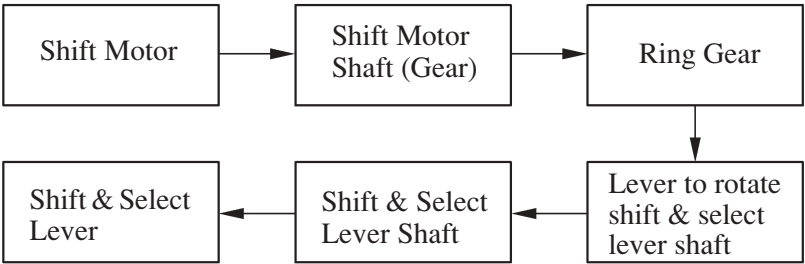 Shift Motor
Shift Motor
Shaft (Gear)
Ring Gear
Lever to rotate
shift & select
lever shaft
Shift & Select
Lever Shaft
Shift & Select
Lever